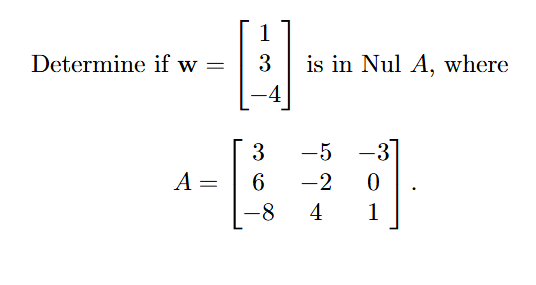 Determine if w = [1 3 −4] is in Nul A, where
A = [3 −5 −3
6 −2 0
−8 4 1].